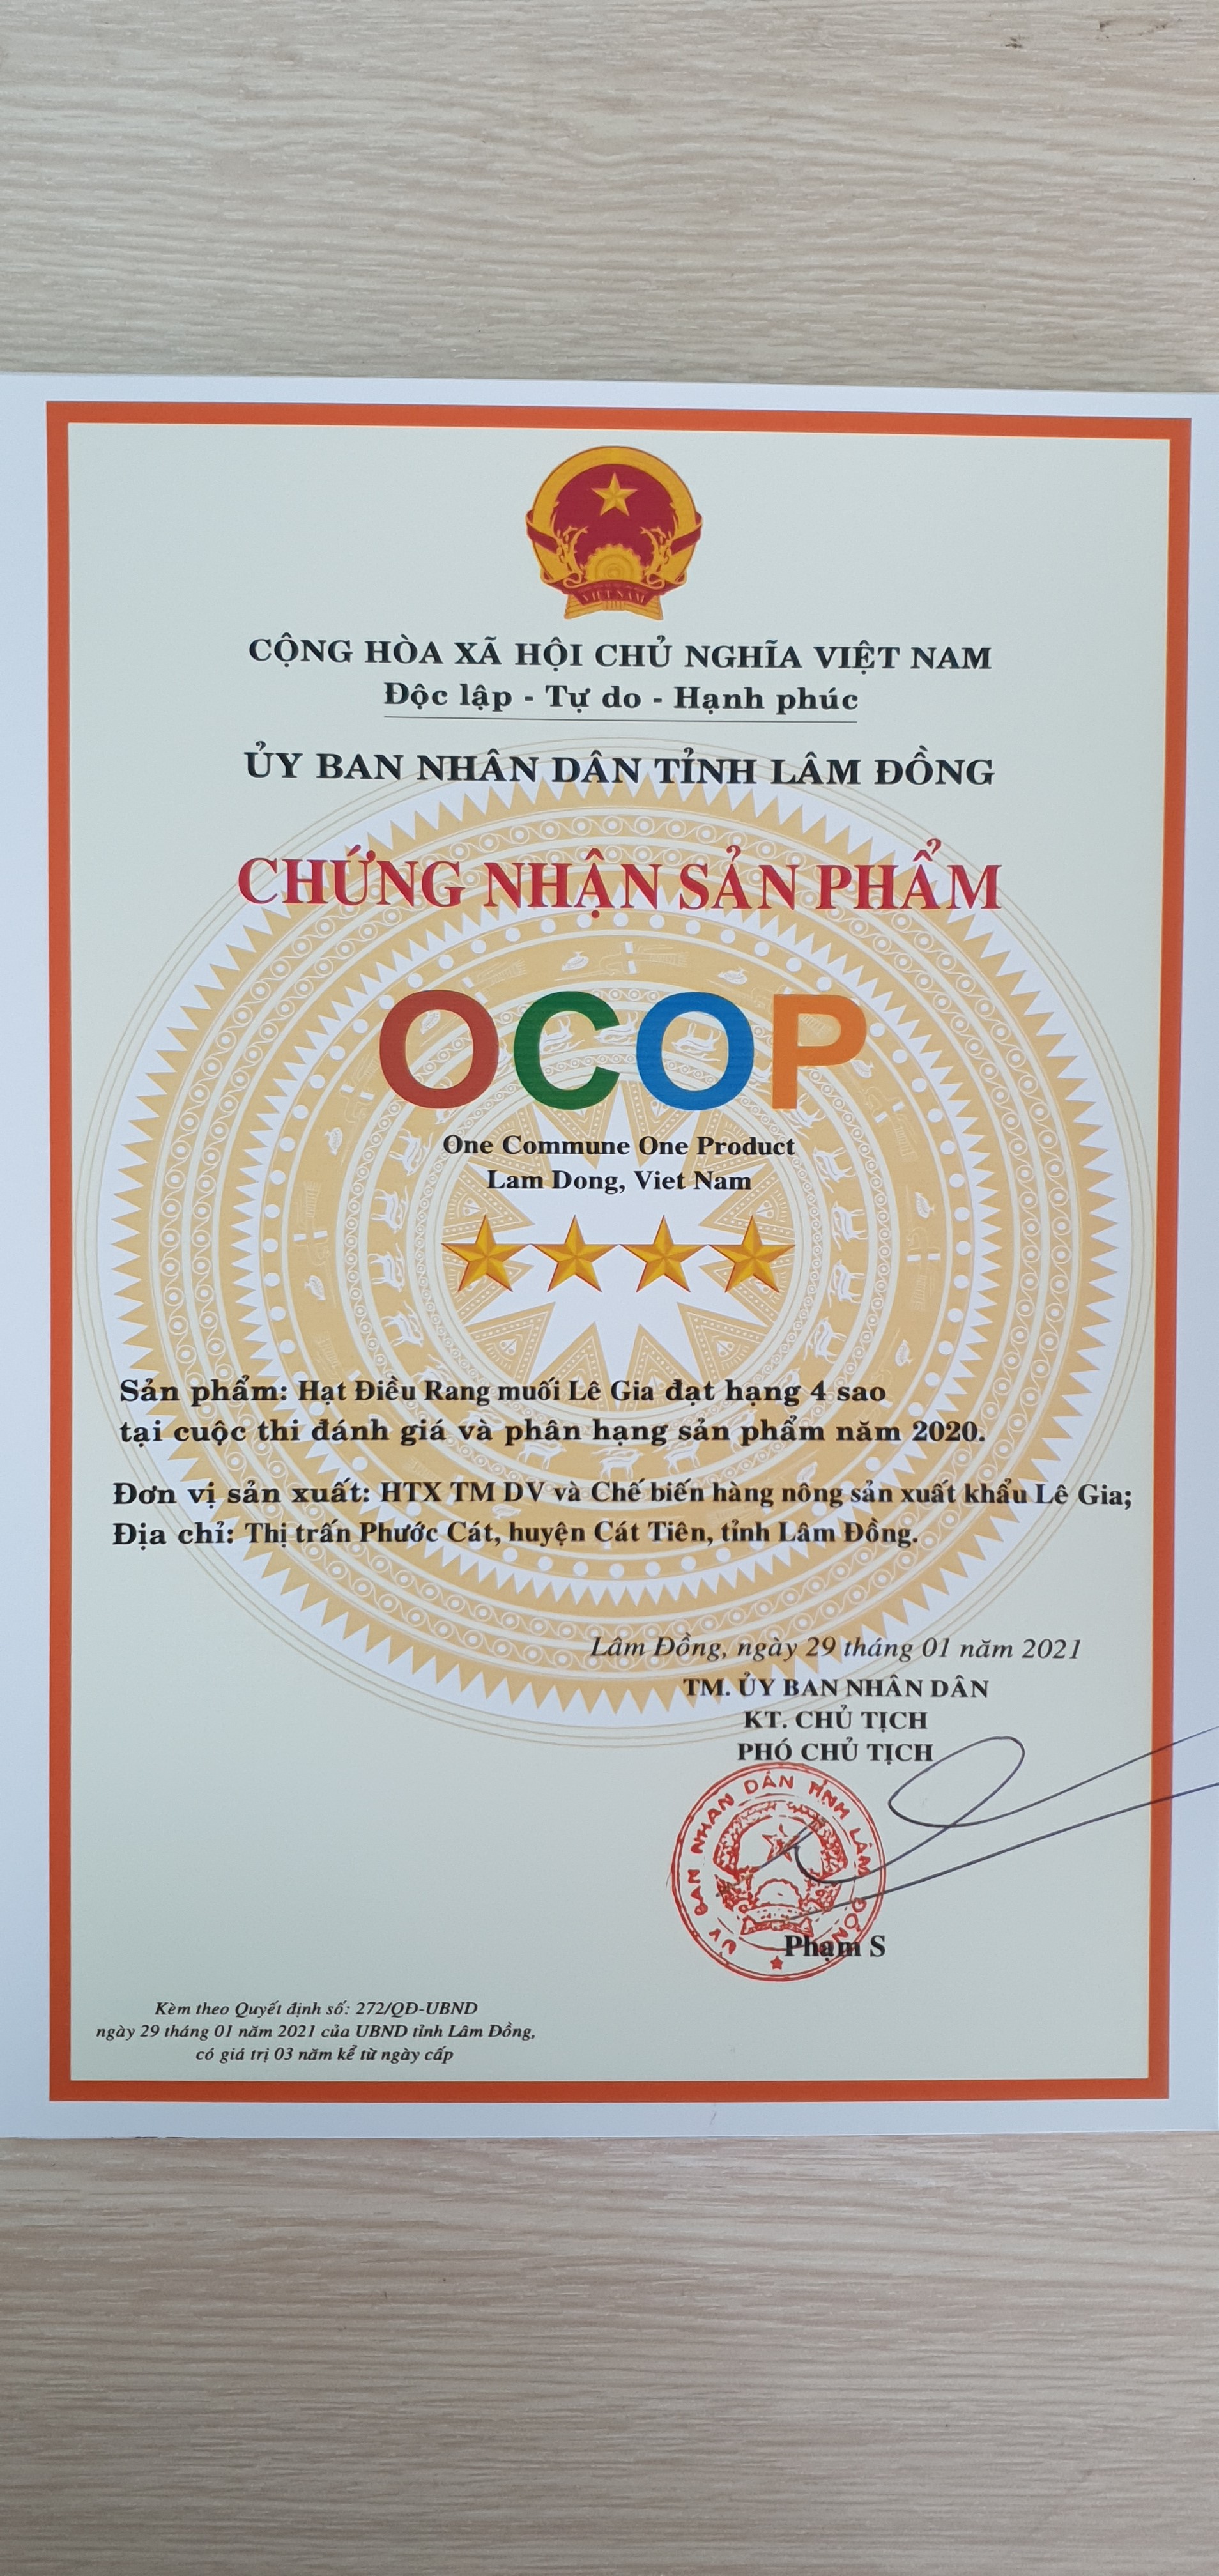 VIỆT NAM
CỘNG HÒA XÃ HỘI CHỦ NGHĨA VIỆT NAM
Độc lập - Tự do - Hạnh phúc
ỦY BAN NHÂN DÂN TỈNH LÂM ĐỒNG
CHỨNG NHẬN SẢN PHẨM
OCOP
One Commune One Product
Lam Dong, Viet Nam
Sản phẩm: Hạt Điều Rang muối Lê Gia đạt hạng 4 sao
tại cuộc thi đánh giá và phân hạng sản phẩm năm 2020.
Đơn vị sản xuất: HTX TM DV và Chế biến hàng nông sản xuất khẩu Lê Gia;
Địa chỉ: Thị trấn Phước Cát, huyện Cát Tiên, tỉnh Lâm Đồng.
Lâm Đồng, ngày 29 tháng 01 năm 2021
TM. ỦY BAN NHÂN DÂN
KT. CHỦ TỊCH
PHÓ CHỦ TỊCH
ỦY BAN NHÂN DÂN TỈNH LÂM ĐỒNG
Phạm S
Kèm theo Quyết định số: 272/QĐ-UBND
ngày 29 tháng 01 năm 2021 của UBND tỉnh Lâm Đồng,
có giá trị 03 năm kể từ ngày cấp